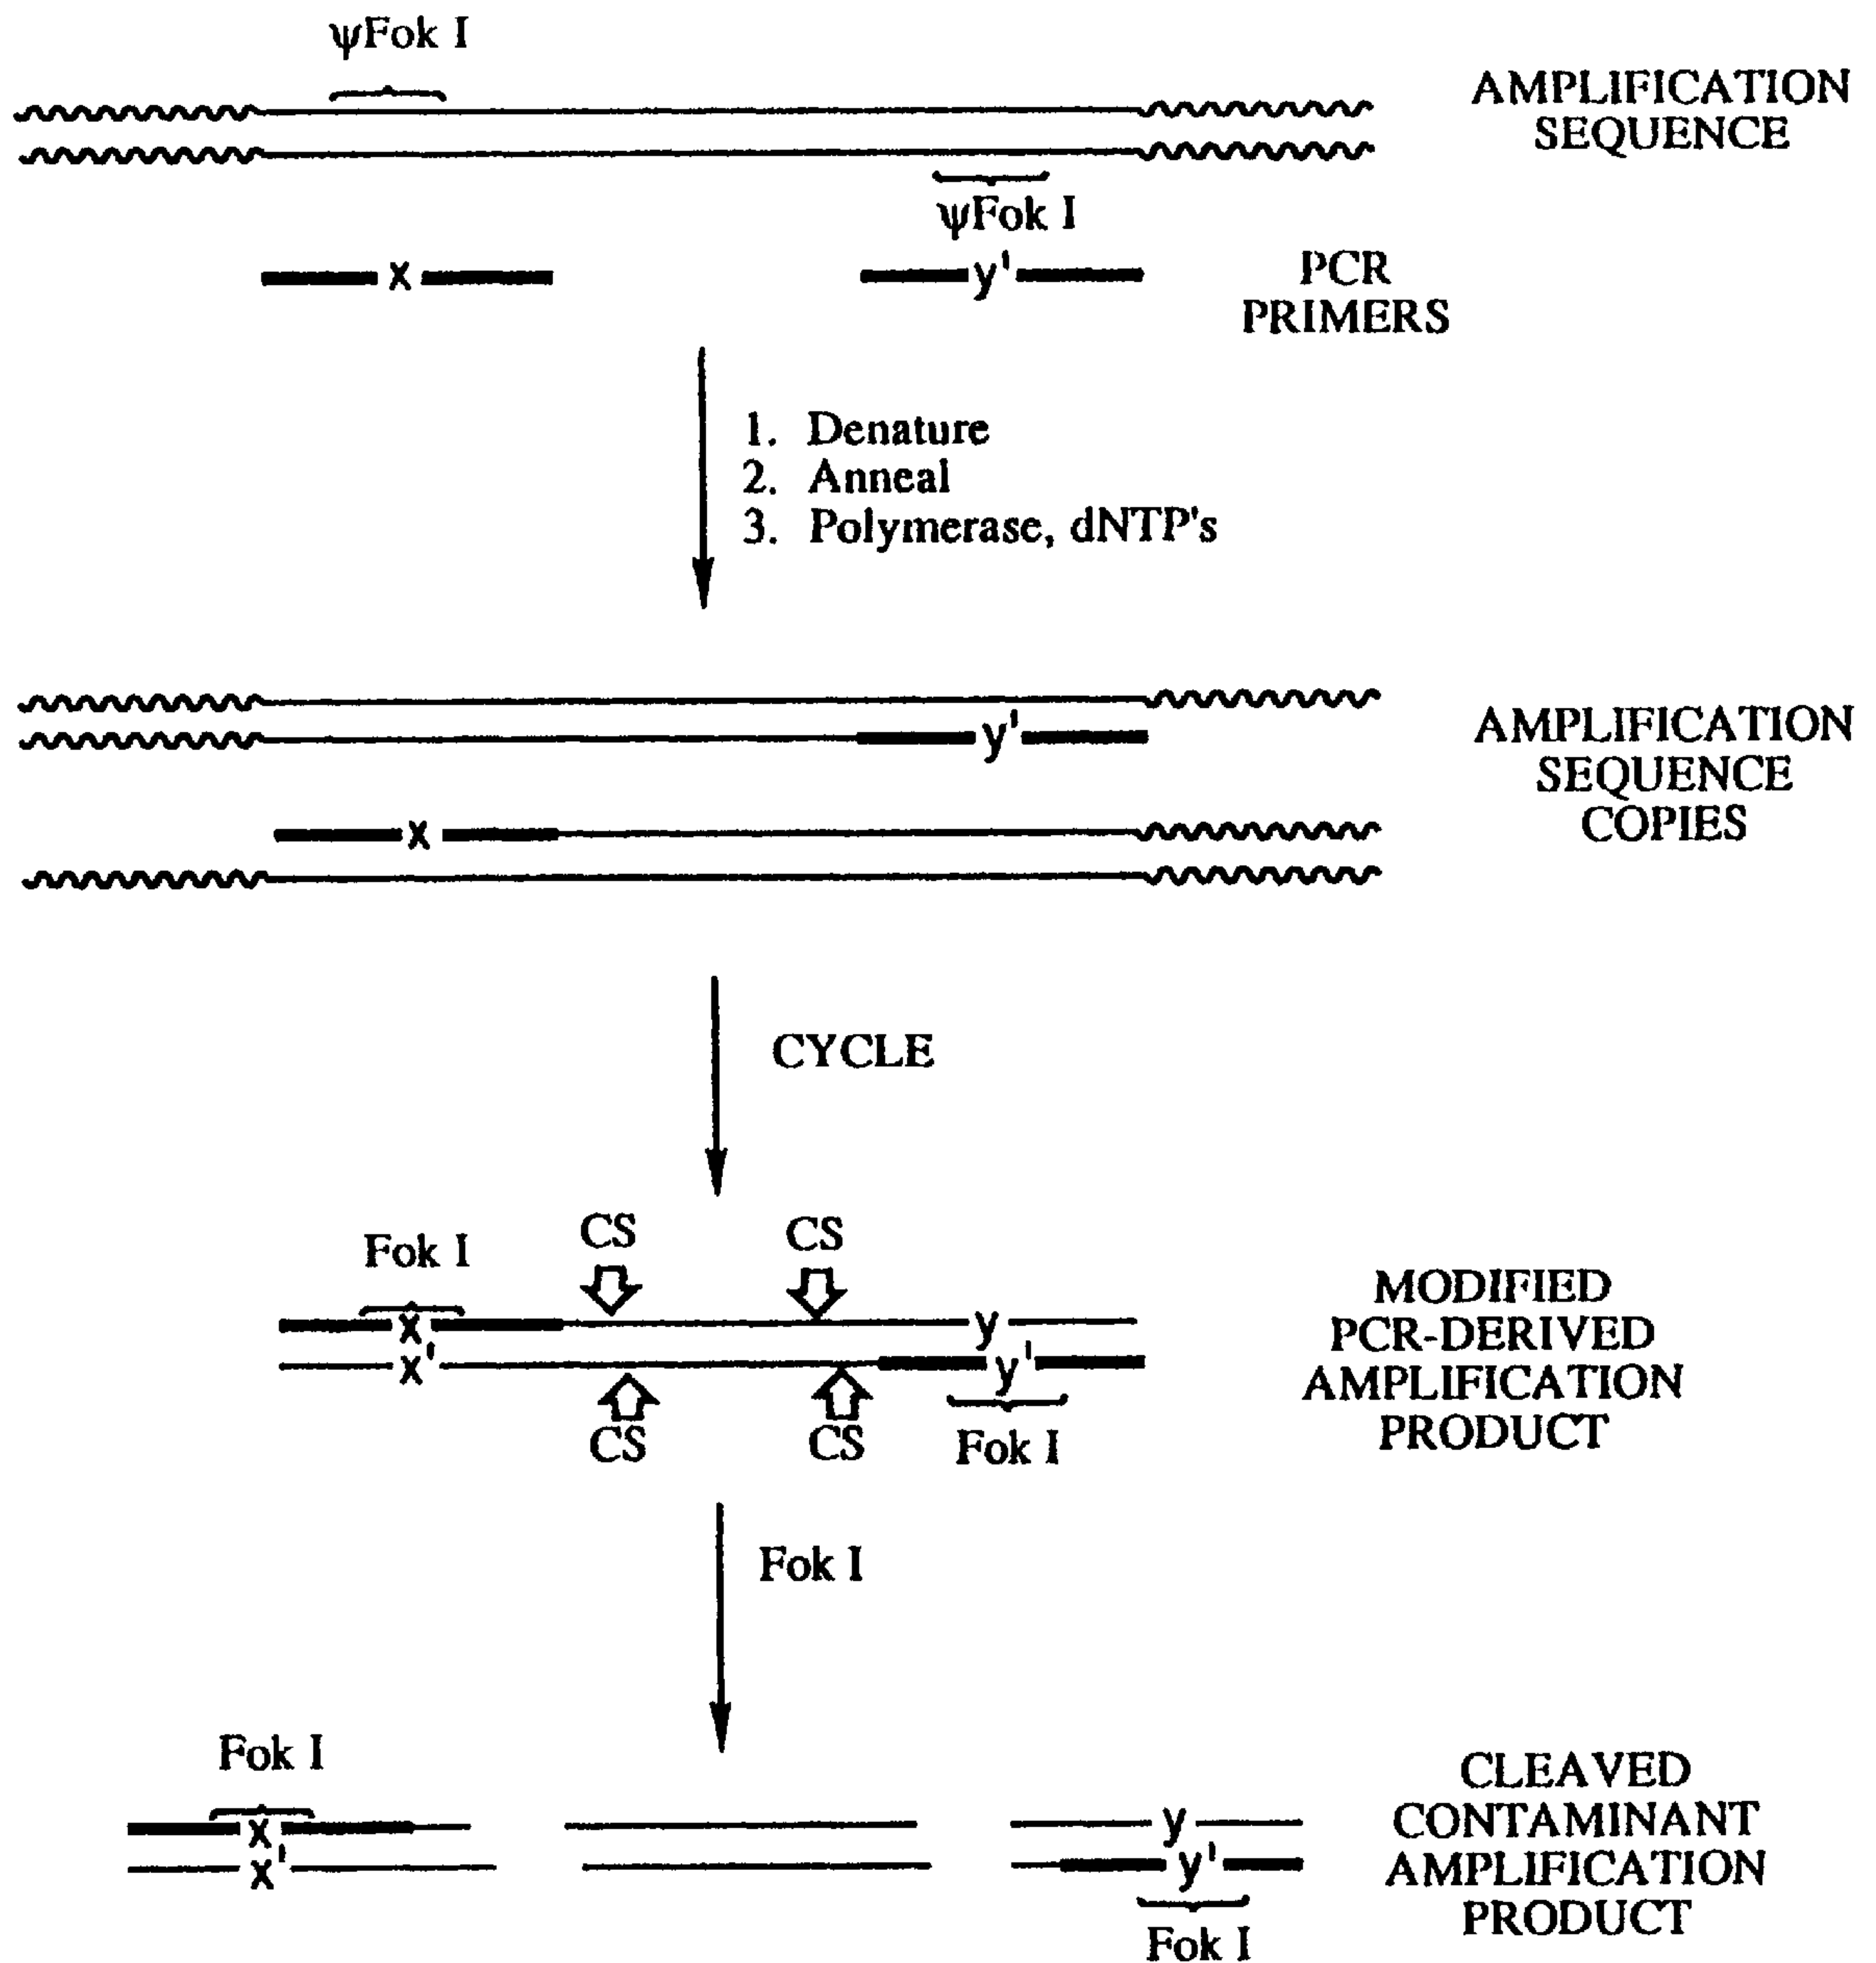 ψFok I
AMPLIFICATION
SEQUENCE
ψFok I
x
y'
PCR
PRIMERS
1. Denature
2. Anneal
3. Polymerase, dNTP's
y'
x
AMPLIFICATION
SEQUENCE
COPIES
CYCLE
CS
CS
Fok I
x
y
x'
y'
CS
CS
Fok I
MODIFIED
PCR-DERIVED
AMPLIFICATION
PRODUCT
Fok I
Fok I
x
y
x'
y'
Fok I
CLEAVED
CONTAMINANT
AMPLIFICATION
PRODUCT